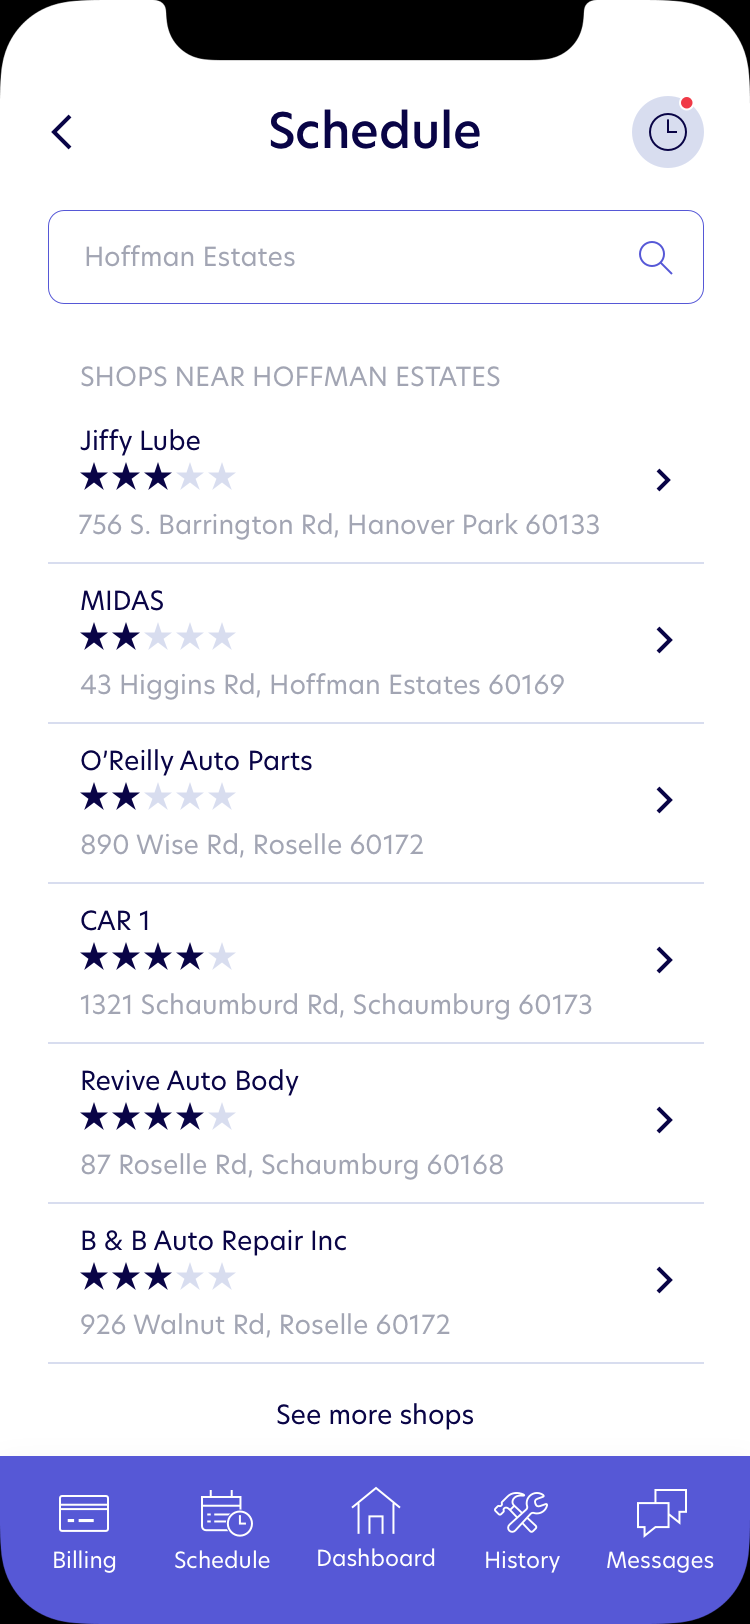 Schedule
Hoffman Estates
SHOPS NEAR HOFFMAN ESTATES
Jiffy Lube
756 S. Barrington Rd, Hanover Park 60133
MIDAS
43 Higgins Rd, Hoffman Estates 60169
O’Reilly Auto Parts
890 Wise Rd, Roselle 60172
CAR 1
1321 Schaumburd Rd, Schaumburg 60173
Revive Auto Body
87 Roselle Rd, Schaumburg 60168
B & B Auto Repair Inc
926 Walnut Rd, Roselle 60172
See more shops
Billing Schedule Dashboard History Messages